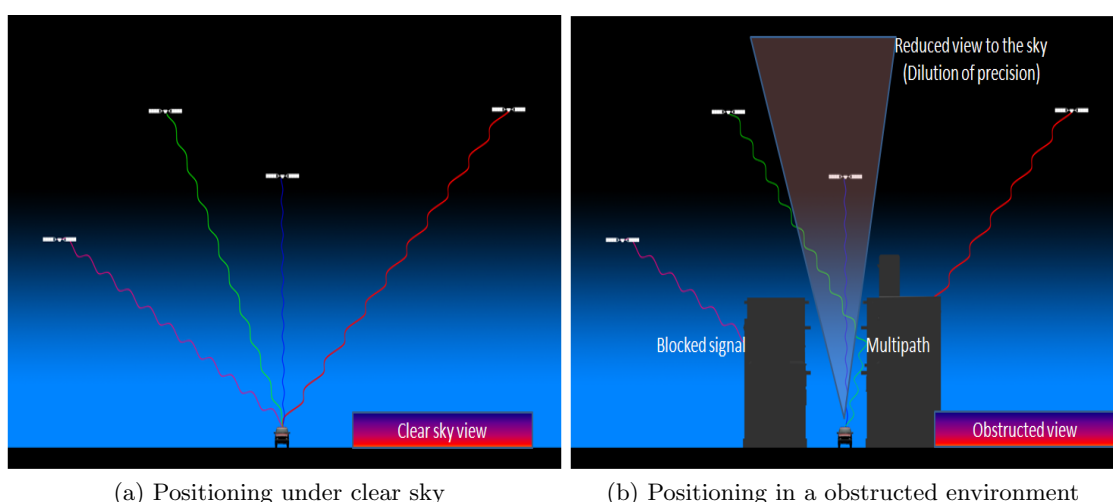 Reduced view to the sky
(Dilution of precision)
Blocked signal
Multipath
Clear sky view
Obstructed view
(a) Positioning under clear sky
(b) Positioning in a obstructed environment